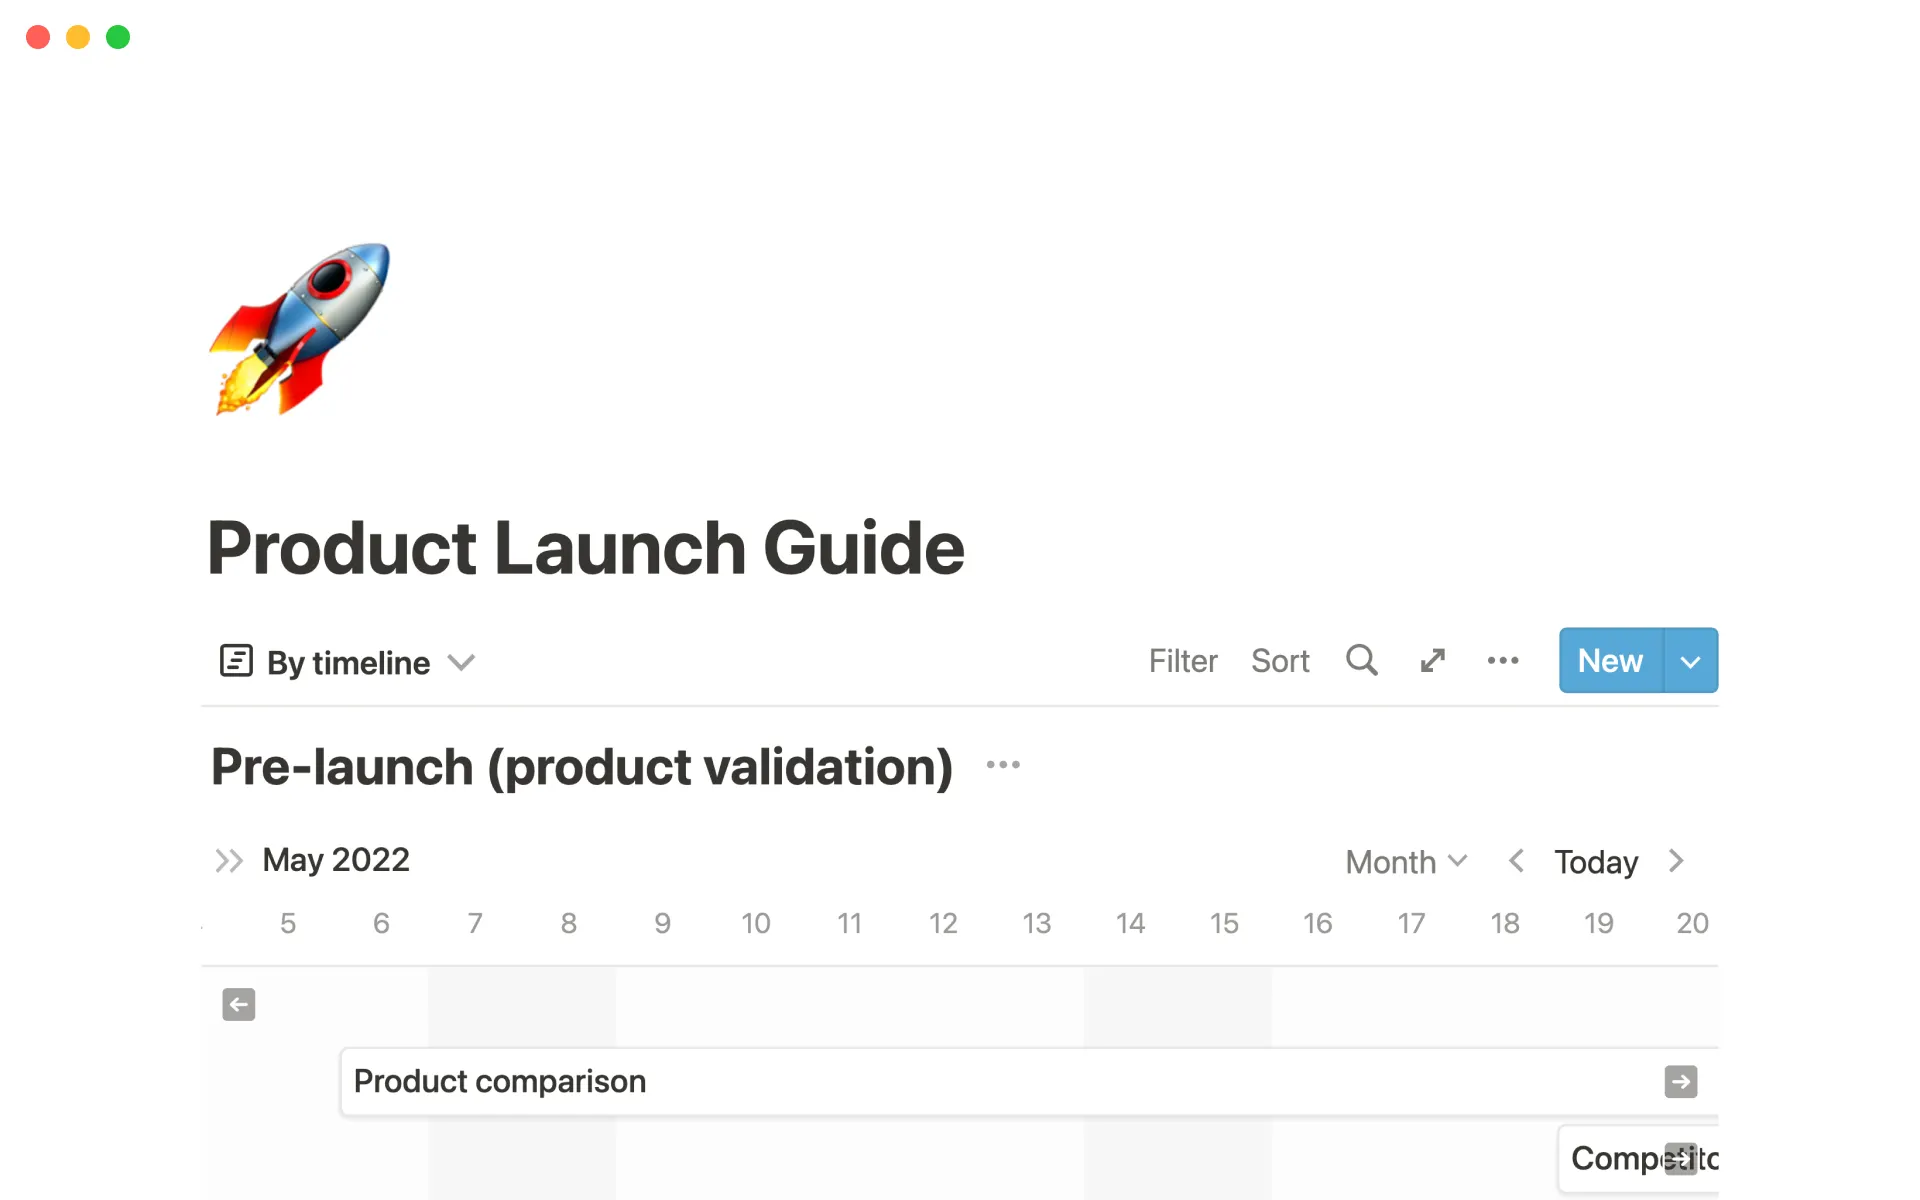 Product Launch Guide
By timeline
Filter Sort New
Pre-launch (product validation)
May 2022
Month Today
5 6 7 8 9 10 11 12 13 14 15 16 17 18 19 20
Product comparison